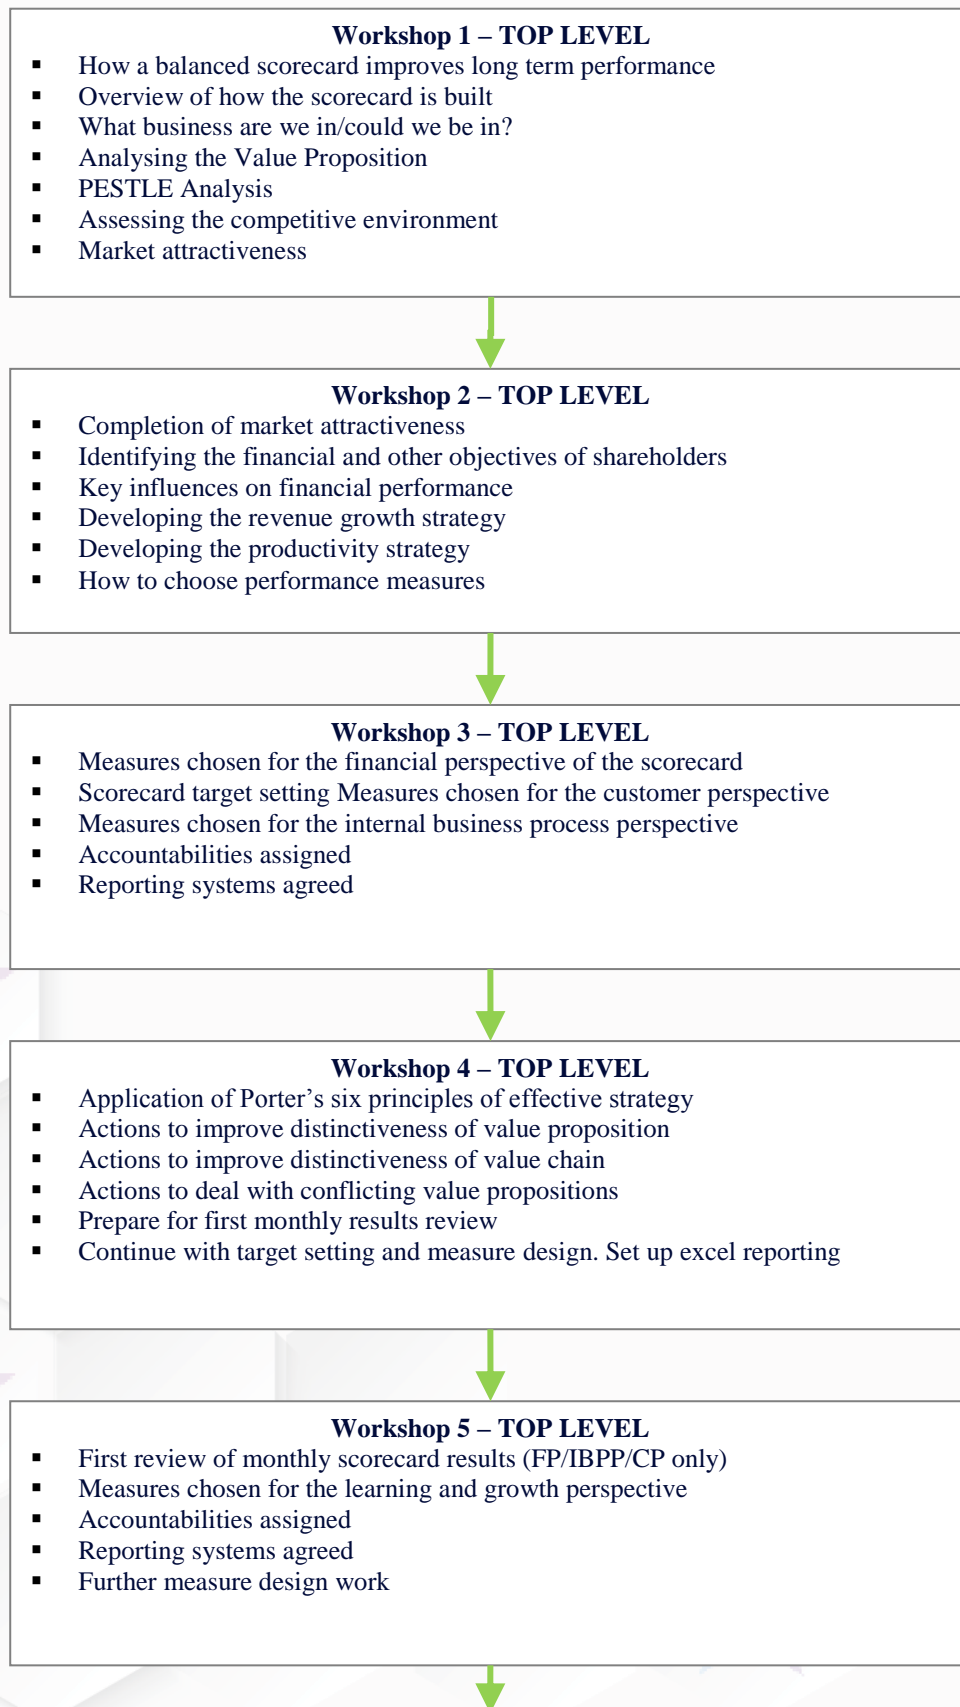 Workshop 1 – TOP LEVEL
▪ How a balanced scorecard improves long term performance
▪ Overview of how the scorecard is built
▪ What business are we in/could we be in?
▪ Analysing the Value Proposition
▪ PESTLE Analysis
▪ Assessing the competitive environment
▪ Market attractiveness
Workshop 2 – TOP LEVEL
▪ Completion of market attractiveness
▪ Identifying the financial and other objectives of shareholders
▪ Key influences on financial performance
▪ Developing the revenue growth strategy
▪ Developing the productivity strategy
▪ How to choose performance measures
Workshop 3 – TOP LEVEL
▪ Measures chosen for the financial perspective of the scorecard
▪ Scorecard target setting Measures chosen for the customer perspective
▪ Measures chosen for the internal business process perspective
▪ Accountabilities assigned
▪ Reporting systems agreed
Workshop 4 – TOP LEVEL
▪ Application of Porter’s six principles of effective strategy
▪ Actions to improve distinctiveness of value proposition
▪ Actions to improve distinctiveness of value chain
▪ Actions to deal with conflicting value propositions
▪ Prepare for first monthly results review
▪ Continue with target setting and measure design. Set up excel reporting
Workshop 5 – TOP LEVEL
▪ First review of monthly scorecard results (FP/IBPP/CP only)
▪ Measures chosen for the learning and growth perspective
▪ Accountabilities assigned
▪ Reporting systems agreed
▪ Further measure design work